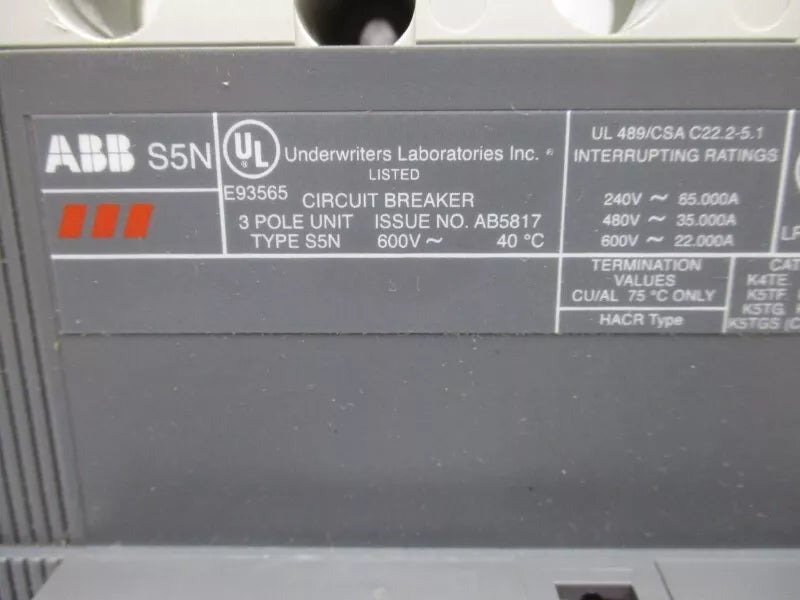 ABB S5N
UL Underwriters Laboratories Inc. ®
LISTED
E93565
CIRCUIT BREAKER
3 POLE UNIT ISSUE NO. AB5817
TYPE S5N 600V ~ 40 °C
UL 489/CSA C22.2-5.1
INTERRUPTING RATINGS
240V ~ 65.000A
480V ~ 35.000A
600V ~ 22.000A
TERMINATION
VALUES
CU/AL 75 °C ONLY
HACR Type
CAT
K4TE
K5TF
K5TG
K5TGS (C